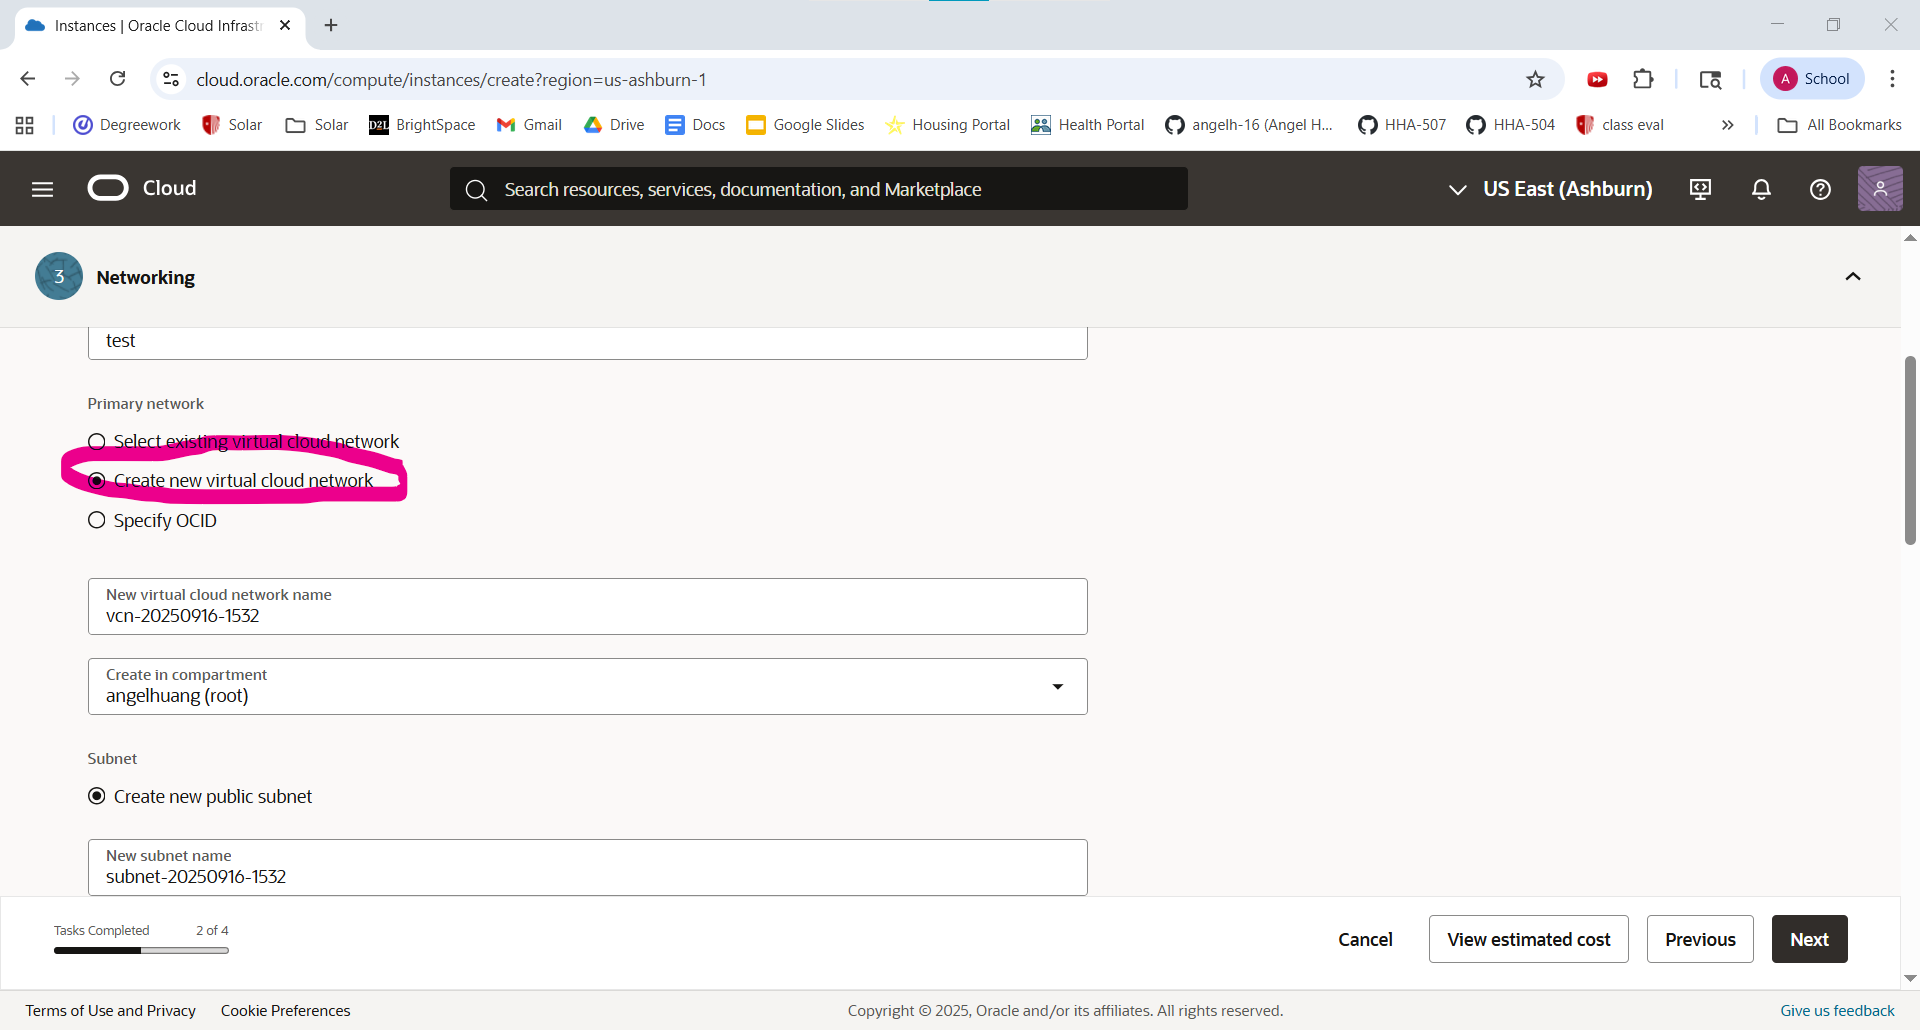 Instances | Oracle Cloud Infrastr
cloud.oracle.com/compute/instances/create?region=us-ashburn-1
A School
Degreework
Solar
Solar
D2L BrightSpace
Gmail
Drive
Docs
Google Slides
Housing Portal
Health Portal
angelh-16 (Angel H...
HHA-507
HHA-504
class eval
All Bookmarks
Cloud
Search resources, services, documentation, and Marketplace
US East (Ashburn)
3 Networking
test
Primary network
Select existing virtual cloud network
Create new virtual cloud network
Specify OCID
New virtual cloud network name
vcn-20250916-1532
Create in compartment
angelhuang (root)
Subnet
Create new public subnet
New subnet name
subnet-20250916-1532
Tasks Completed 2 of 4
Cancel
View estimated cost
Previous
Next
Terms of Use and Privacy
Cookie Preferences
Copyright © 2025, Oracle and/or its affiliates. All rights reserved.
Give us feedback